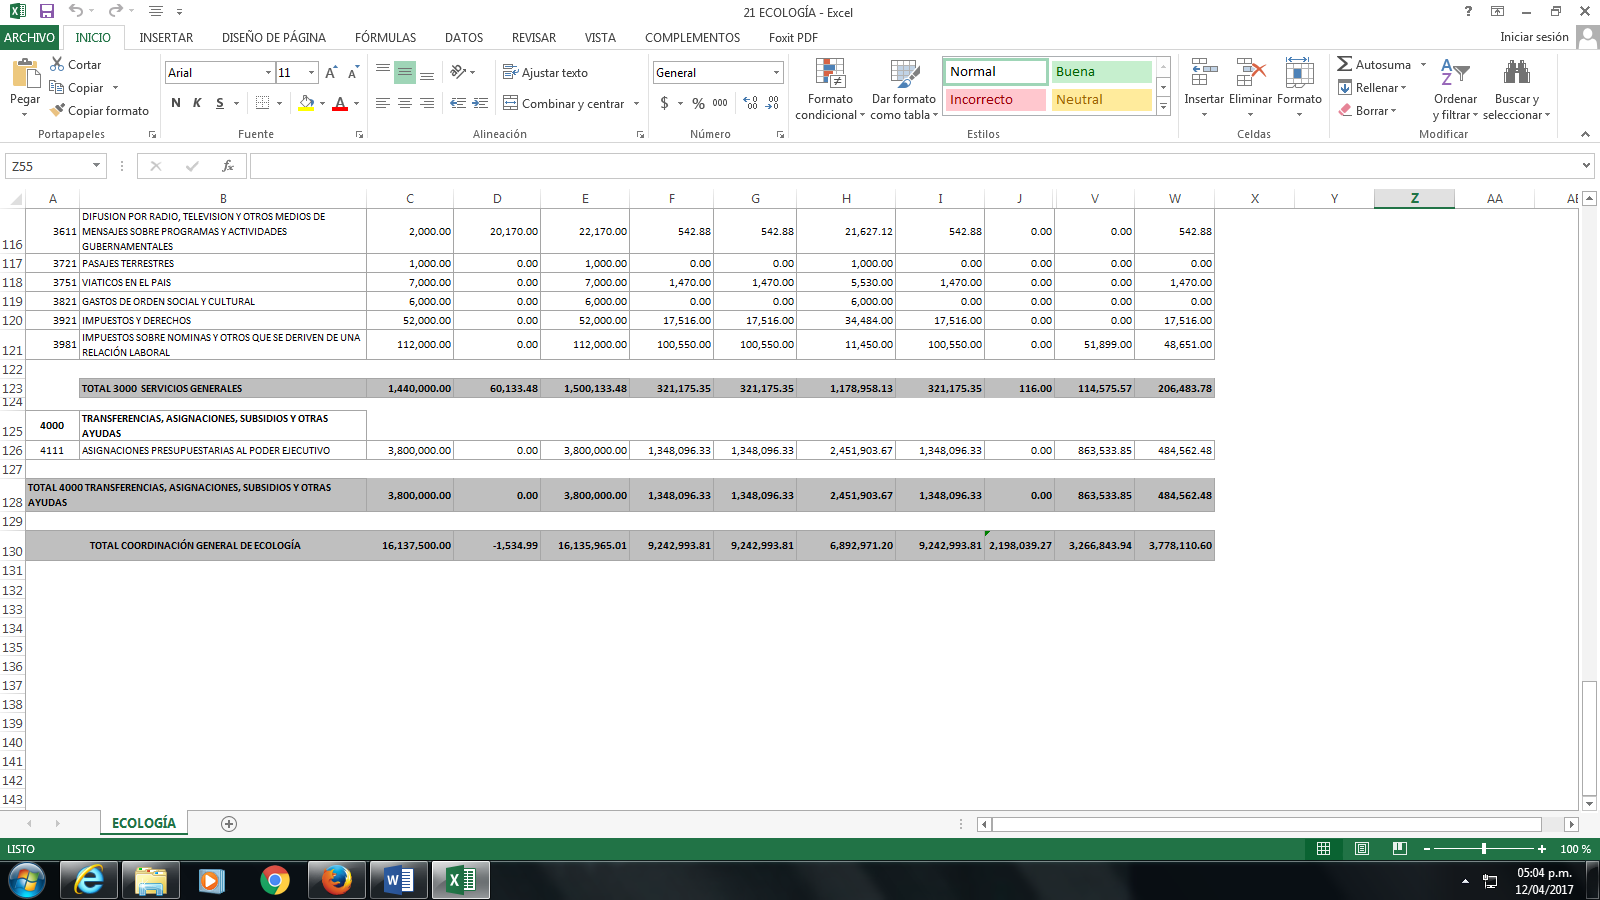 21 ECOLOGÍA - Excel
ARCHIVO INICIO INSERTAR DISEÑO DE PÁGINA FÓRMULAS DATOS REVISAR VISTA COMPLEMENTOS Foxit PDF Iniciar sesión
Pegar
Cortar
Copiar
Copiar formato
Portapapeles
Arial 11
N K S
Fuente
Ajustar texto
Combinar y centrar
Alineación
General
$ % 000
Número
Formato condicional
Dar formato como tabla
Normal Buena
Incorrecto Neutral
Estilos
Insertar Eliminar Formato
Celdas
Autosuma
Rellenar
Borrar
Ordenar y filtrar
Buscar y seleccionar
Modificar
Z55
fx
A B C D E F G H I J V W X Y Z AA AE
DIFUSION POR RADIO, TELEVISION Y OTROS MEDIOS DE
116 3611 MENSAJES SOBRE PROGRAMAS Y ACTIVIDADES 2,000.00 20,170.00 22,170.00 542.88 542.88 21,627.12 542.88 0.00 0.00 542.88
GUBERNAMENTALES
117 3721 PASAJES TERRESTRES 1,000.00 0.00 1,000.00 0.00 0.00 1,000.00 0.00 0.00 0.00 0.00
118 3751 VIATICOS EN EL PAIS 7,000.00 0.00 7,000.00 1,470.00 1,470.00 5,530.00 1,470.00 0.00 0.00 1,470.00
119 3821 GASTOS DE ORDEN SOCIAL Y CULTURAL 6,000.00 0.00 6,000.00 0.00 0.00 6,000.00 0.00 0.00 0.00 0.00
120 3921 IMPUESTOS Y DERECHOS 52,000.00 0.00 52,000.00 17,516.00 17,516.00 34,484.00 17,516.00 0.00 0.00 17,516.00
121 3981 IMPUESTOS SOBRE NOMINAS Y OTROS QUE SE DERIVEN DE UNA 112,000.00 0.00 112,000.00 100,550.00 100,550.00 11,450.00 100,550.00 0.00 51,899.00 48,651.00
RELACIÓN LABORAL
122
123 TOTAL 3000 SERVICIOS GENERALES 1,440,000.00 60,133.48 1,500,133.48 321,175.35 321,175.35 1,178,958.13 321,175.35 116.00 114,575.57 206,483.78
124
125 4000 TRANSFERENCIAS, ASIGNACIONES, SUBSIDIOS Y OTRAS
AYUDAS
126 4111 ASIGNACIONES PRESUPUESTARIAS AL PODER EJECUTIVO 3,800,000.00 0.00 3,800,000.00 1,348,096.33 1,348,096.33 2,451,903.67 1,348,096.33 0.00 863,533.85 484,562.48
127
128 TOTAL 4000 TRANSFERENCIAS, ASIGNACIONES, SUBSIDIOS Y OTRAS 3,800,000.00 0.00 3,800,000.00 1,348,096.33 1,348,096.33 2,451,903.67 1,348,096.33 0.00 863,533.85 484,562.48
AYUDAS
129
130 TOTAL COORDINACIÓN GENERAL DE ECOLOGÍA 16,137,500.00 -1,534.99 16,135,965.01 9,242,993.81 9,242,993.81 6,892,971.20 9,242,993.81 2,198,039.27 3,266,843.94 3,778,110.60
131
132
133
134
135
136
137
138
139
140
141
142
143
ECOLOGÍA
LISTO 100 %
05:04 p.m.
12/04/2017